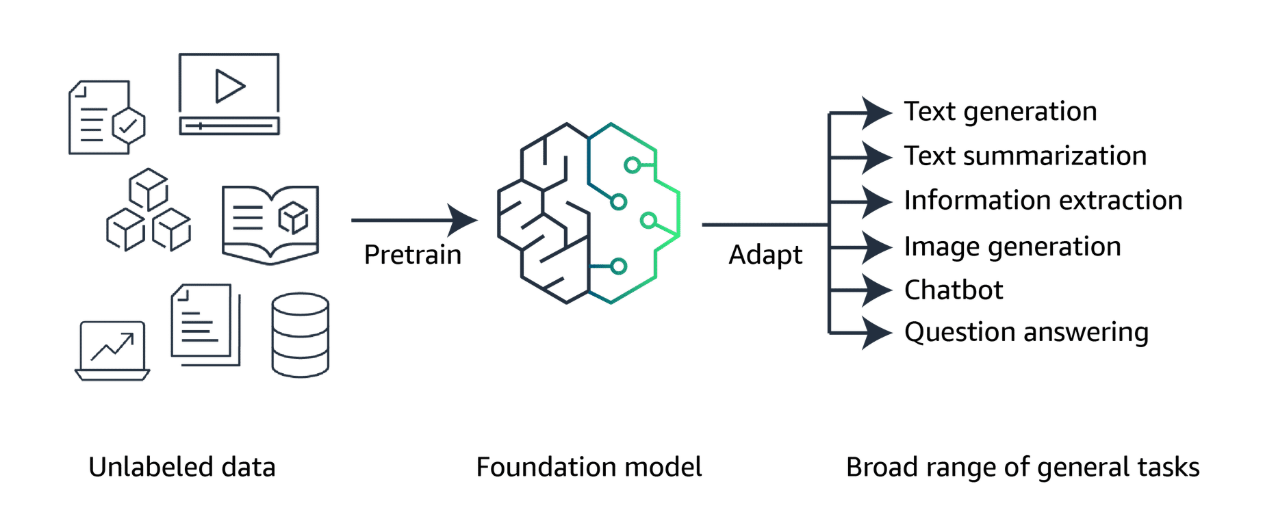 Pretrain
Adapt
Text generation
Text summarization
Information extraction
Image generation
Chatbot
Question answering
Unlabeled data
Foundation model
Broad range of general tasks